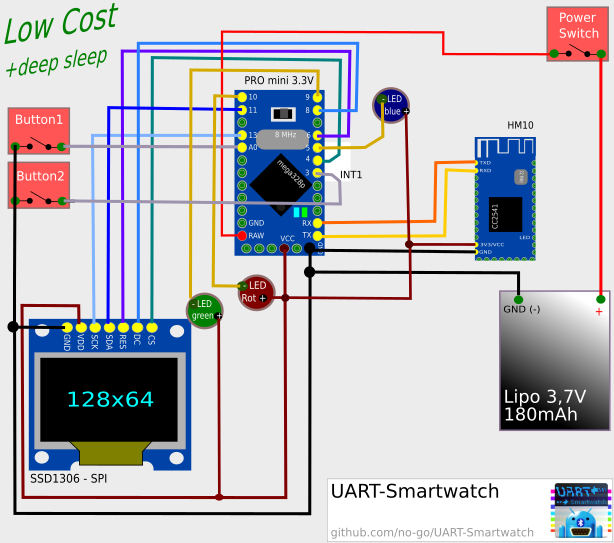 Low Cost
+deep sleep
Power
Switch
PRO mini 3.3V
10
9
11
8
LED
blue
Button1
13
8 MHz
6
A0
5
4
3
mega328p
INT1
HM10
TXD
RXD
CC2541
LED
3V3/VCC
GND
Button2
GND
RX
RAW
TX
VCC
GND
- LED
Rot +
- LED
green
+
GND (-)
+
Lipo 3,7V
180mAh
GND
VDD
SCK
SDA
RES
DC
CS
128x64
SSD1306 - SPI
UART-Smartwatch
github.com/no-go/UART-Smartwatch
UART